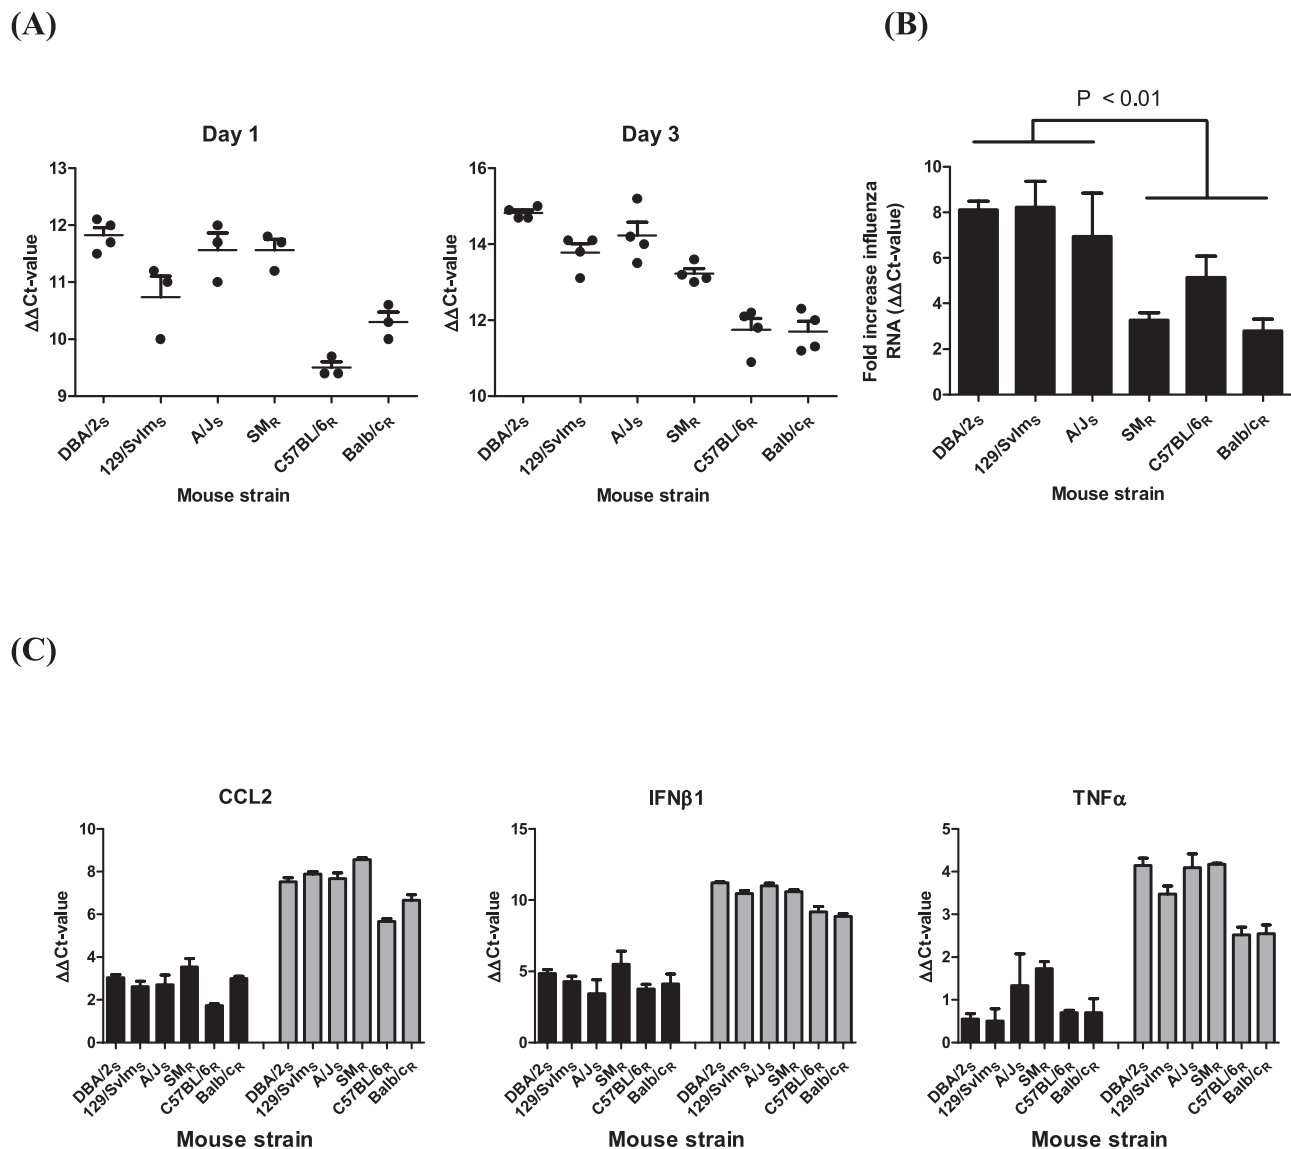 (A)
(B)
P < 0.01
Day 1
Day 3
ΔΔCt-value
13
12
11
10
9
DBA/2S
129/SvImS
A/JS
SMR
C57BL/6R
Balb/cR
Mouse strain
ΔΔCt-value
16
14
12
10
DBA/2S
129/SvImS
A/JS
SMR
C57BL/6R
Balb/cR
Mouse strain
Fold increase influenza
RNA (ΔΔCt-value)
10
8
6
4
2
0
DBA/2S
129/SvImS
A/JS
SMR
C57BL/6R
Balb/cR
Mouse strain
(C)
CCL2
ΔΔCt-value
10
8
6
4
2
0
DBA/2S
129/SvImS
A/JS
SMR
C57BL/6R
Balb/cR
DBA/2S
129/SvImS
A/JS
SMR
C57BL/6R
Balb/cR
Mouse strain
IFNβ1
ΔΔCt-value
15
10
5
0
DBA/2S
129/SvImS
A/JS
SMR
C57BL/6R
Balb/cR
DBA/2S
129/SvImS
A/JS
SMR
C57BL/6R
Balb/cR
Mouse strain
TNFα
ΔΔCt-value
5
4
3
2
1
0
DBA/2S
129/SvImS
A/JS
SMR
C57BL/6R
Balb/cR
DBA/2S
129/SvImS
A/JS
SMR
C57BL/6R
Balb/cR
Mouse strain